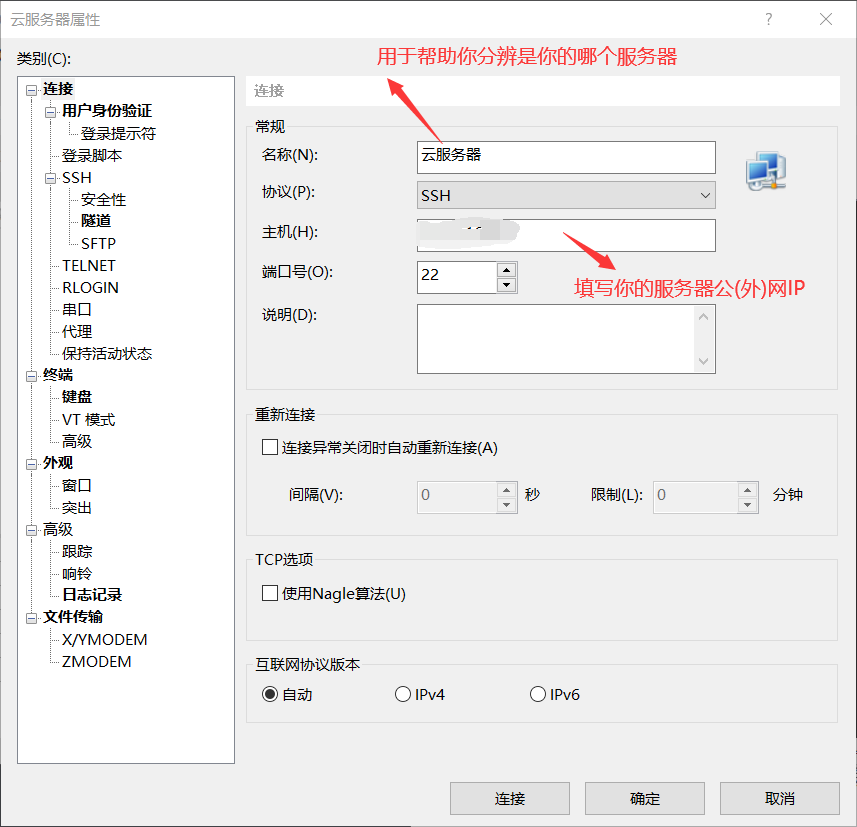 云服务器属性
类别(C):
连接
用户身份验证
登录提示符
登录脚本
SSH
安全性
隧道
SFTP
TELNET
RLOGIN
串口
代理
保持活动状态
终端
键盘
VT 模式
高级
外观
窗口
突出
高级
跟踪
响铃
日志记录
文件传输
X/YMODEM
ZMODEM
用于帮助你分辨是你的哪个服务器
连接
常规
名称(N): 云服务器
协议(P): SSH
主机(H):
填写你的服务器公(外)网IP
端口号(O): 22
说明(D):
重新连接
连接异常关闭时自动重新连接(A)
间隔(V): 0 秒 限制(L): 0 分钟
TCP选项
使用Nagle算法(U)
互联网协议版本
自动 IPv4 IPv6
连接 确定 取消